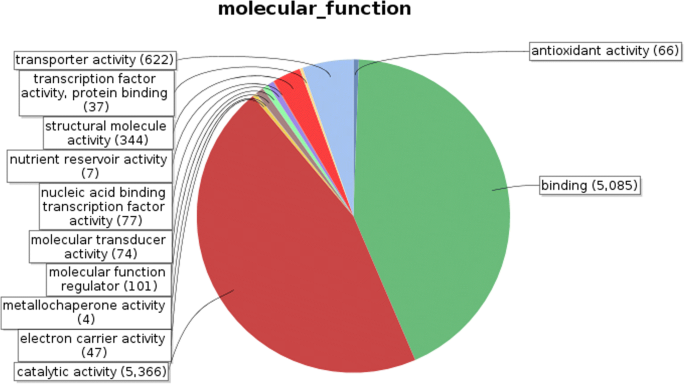 molecular_function
transporter activity (622)
transcription factor
activity, protein binding
(37)
structural molecule
activity (344)
nutrient reservoir activity
(7)
nucleic acid binding
transcription factor
activity (77)
molecular transducer
activity (74)
molecular function
regulator (101)
metallochaperone activity
(4)
electron carrier activity
(47)
catalytic activity (5,366)
antioxidant activity (66)
binding (5,085)